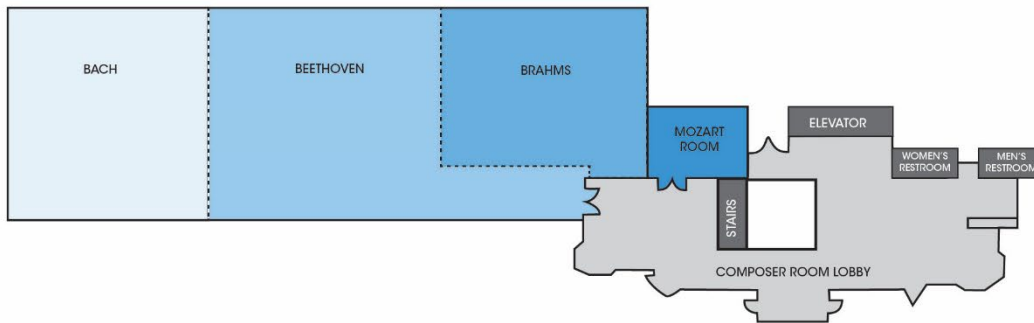 BACH
BEETHOVEN
BRAHMS
MOZART
ROOM
ELEVATOR
WOMEN'S
RESTROOM
MEN'S
RESTROOM
STAIRS
COMPOSER ROOM LOBBY